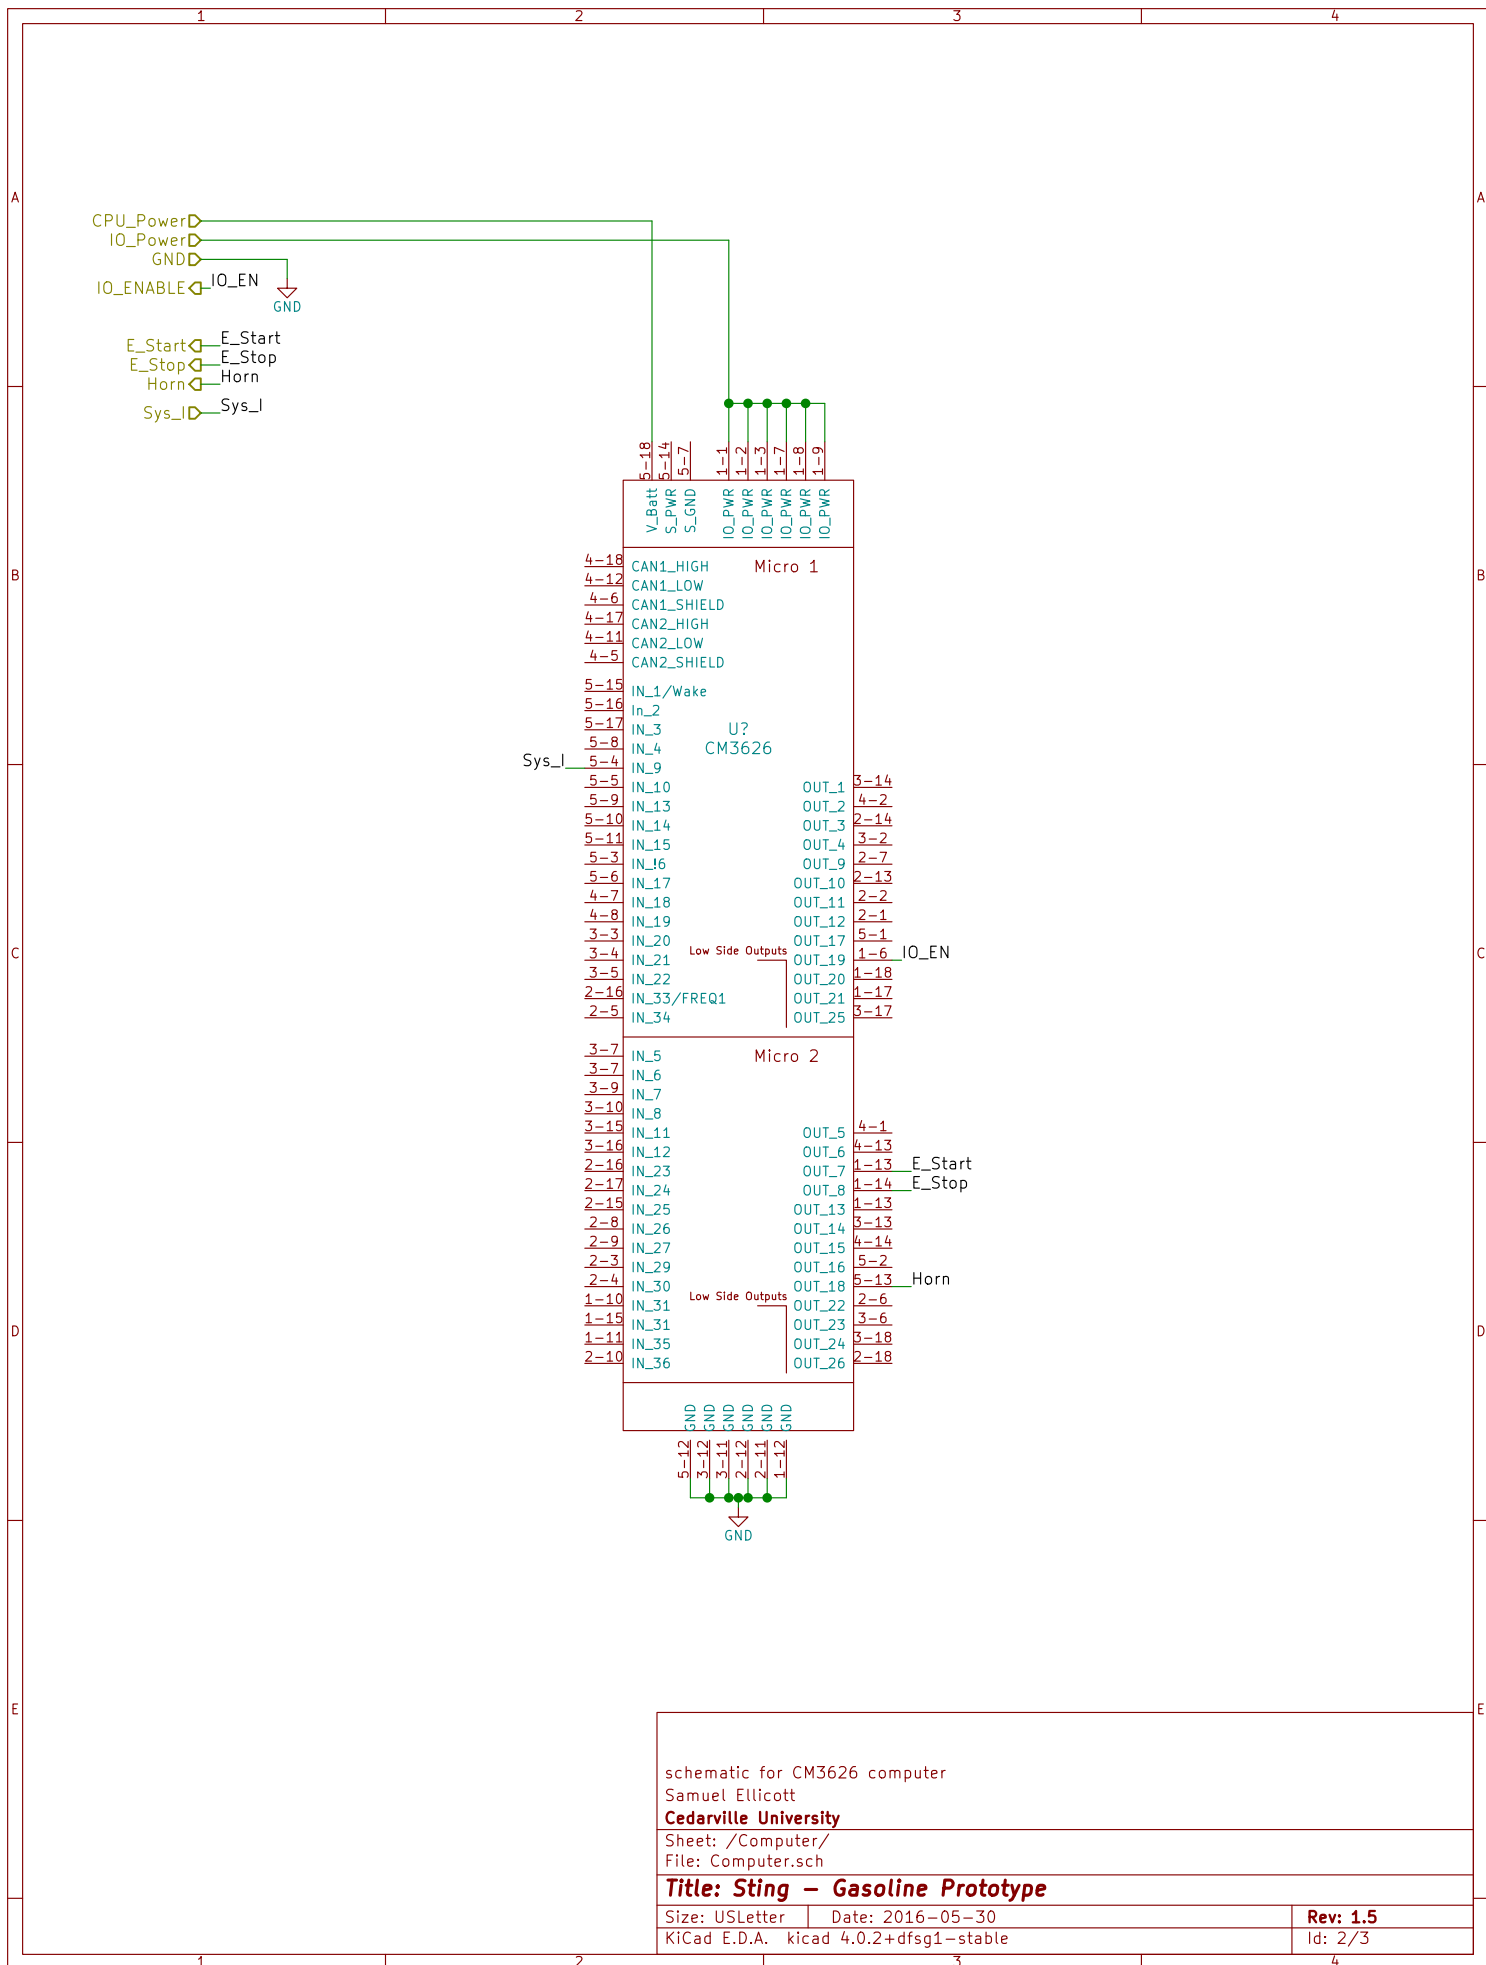 1 2 3 4
A A
CPU_Power
IO_Power
GND
IO_ENABLE IO_EN
GND
E_Start E_Start
E_Stop E_Stop
Horn Horn
Sys_I Sys_I
5-18 5-14 5-7 1-1 1-2 1-3 1-7 1-8 1-9
V_Batt S_PWR S_GND IO_PWR IO_PWR IO_PWR IO_PWR IO_PWR IO_PWR
4-18 CAN1_HIGH Micro 1
B B
4-12 CAN1_LOW
4-6 CAN1_SHIELD
4-17 CAN2_HIGH
4-11 CAN2_LOW
4-5 CAN2_SHIELD
5-15 IN_1/Wake
5-16 In_2
5-17 IN_3 U?
5-8 IN_4 CM3626
Sys_I 5-4 IN_9
5-5 IN_10 OUT_1 3-14
5-9 IN_13 OUT_2 4-2
5-10 IN_14 OUT_3 2-14
5-11 IN_15 OUT_4 3-2
5-3 IN_!6 OUT_9 2-7
5-6 IN_17 OUT_10 2-13
4-7 IN_18 OUT_11 2-2
4-8 IN_19 OUT_12 2-1
3-3 IN_20 OUT_17 5-1
C Low Side Outputs C
3-4 IN_21 OUT_19 1-6 IO_EN
3-5 IN_22 OUT_20 1-18
2-16 IN_33/FREQ1 OUT_21 1-17
2-5 IN_34 OUT_25 3-17
3-7 IN_5 Micro 2
3-7 IN_6
3-9 IN_7
3-10 IN_8
3-15 IN_11 OUT_5 4-1
3-16 IN_12 OUT_6 4-13
2-16 IN_23 OUT_7 1-13 E_Start
2-17 IN_24 OUT_8 1-14 E_Stop
2-15 IN_25 OUT_13 1-13
2-8 IN_26 OUT_14 3-13
2-9 IN_27 OUT_15 4-14
2-3 IN_29 OUT_16 5-2
2-4 IN_30 OUT_18 5-13 Horn
Low Side Outputs
1-10 IN_31 OUT_22 2-6
1-15 IN_31 OUT_23 3-6
D D
1-11 IN_35 OUT_24 3-18
2-10 IN_36 OUT_26 2-18
GND GND GND GND GND GND
5-12 3-12 3-11 2-12 2-11 1-12
GND
E E
schematic for CM3626 computer
Samuel Ellicott
Cedarville University
Sheet: /Computer/
File: Computer.sch
Title: Sting – Gasoline Prototype
Size: USLetter Date: 2016-05-30 Rev: 1.5
KiCad E.D.A. kicad 4.0.2+dfsg1-stable Id: 2/3
1 2 3 4